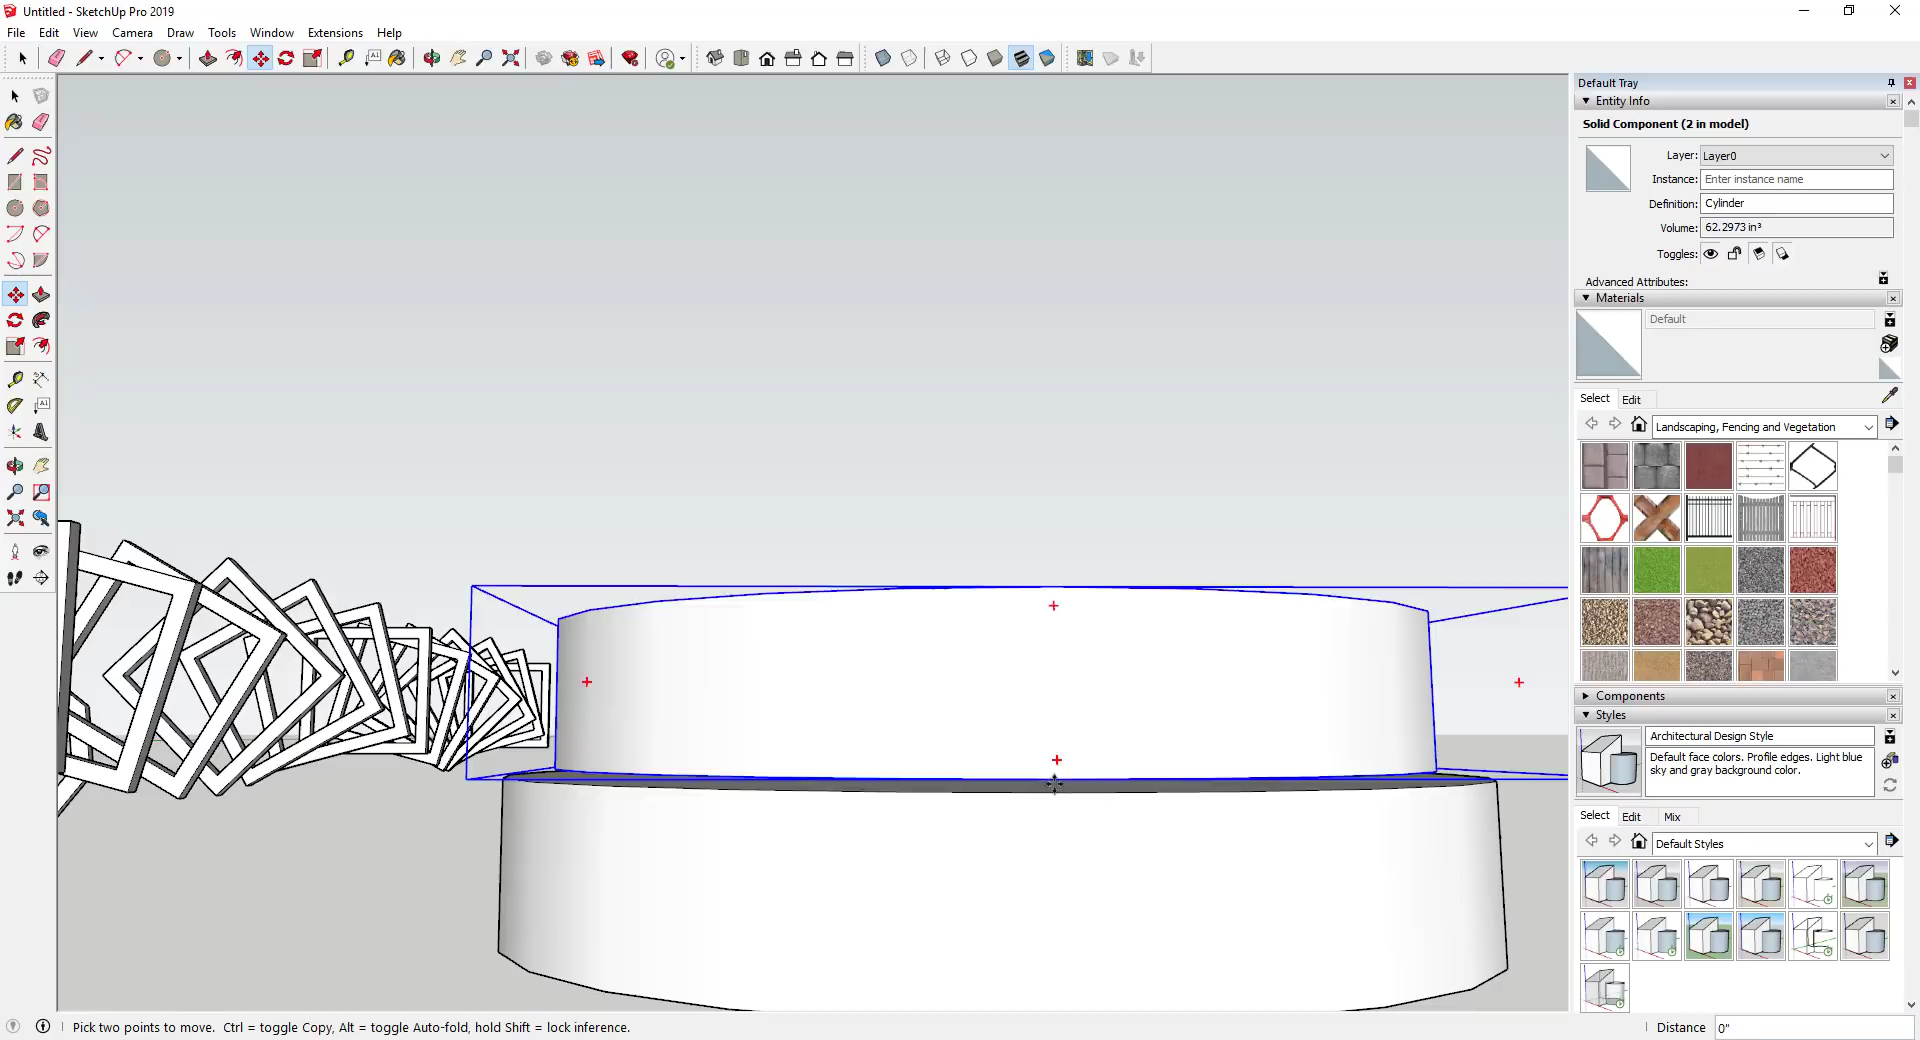 Untitled - SketchUp Pro 2019
File Edit View Camera Draw Tools Window Extensions Help
Default Tray
Entity Info
Solid Component (2 in model)
Layer: Layer0
Instance: Enter instance name
Definition: Cylinder
Volume: 62.2973 in³
Toggles:
Advanced Attributes:
Materials
Default
Select Edit
Landscaping, Fencing and Vegetation
Components
Styles
Architectural Design Style
Default face colors. Profile edges. Light blue
sky and gray background color.
Select Edit Mix
Default Styles
Pick two points to move. Ctrl = toggle Copy, Alt = toggle Auto-fold, hold Shift = lock inference.
Distance 0"